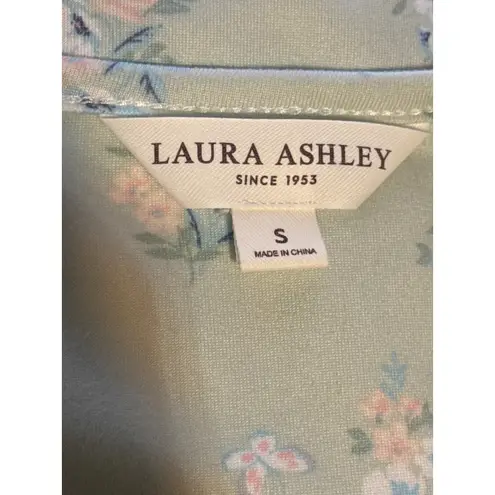 LAURA ASHLEY
SINCE 1953
S
MADE IN CHINA